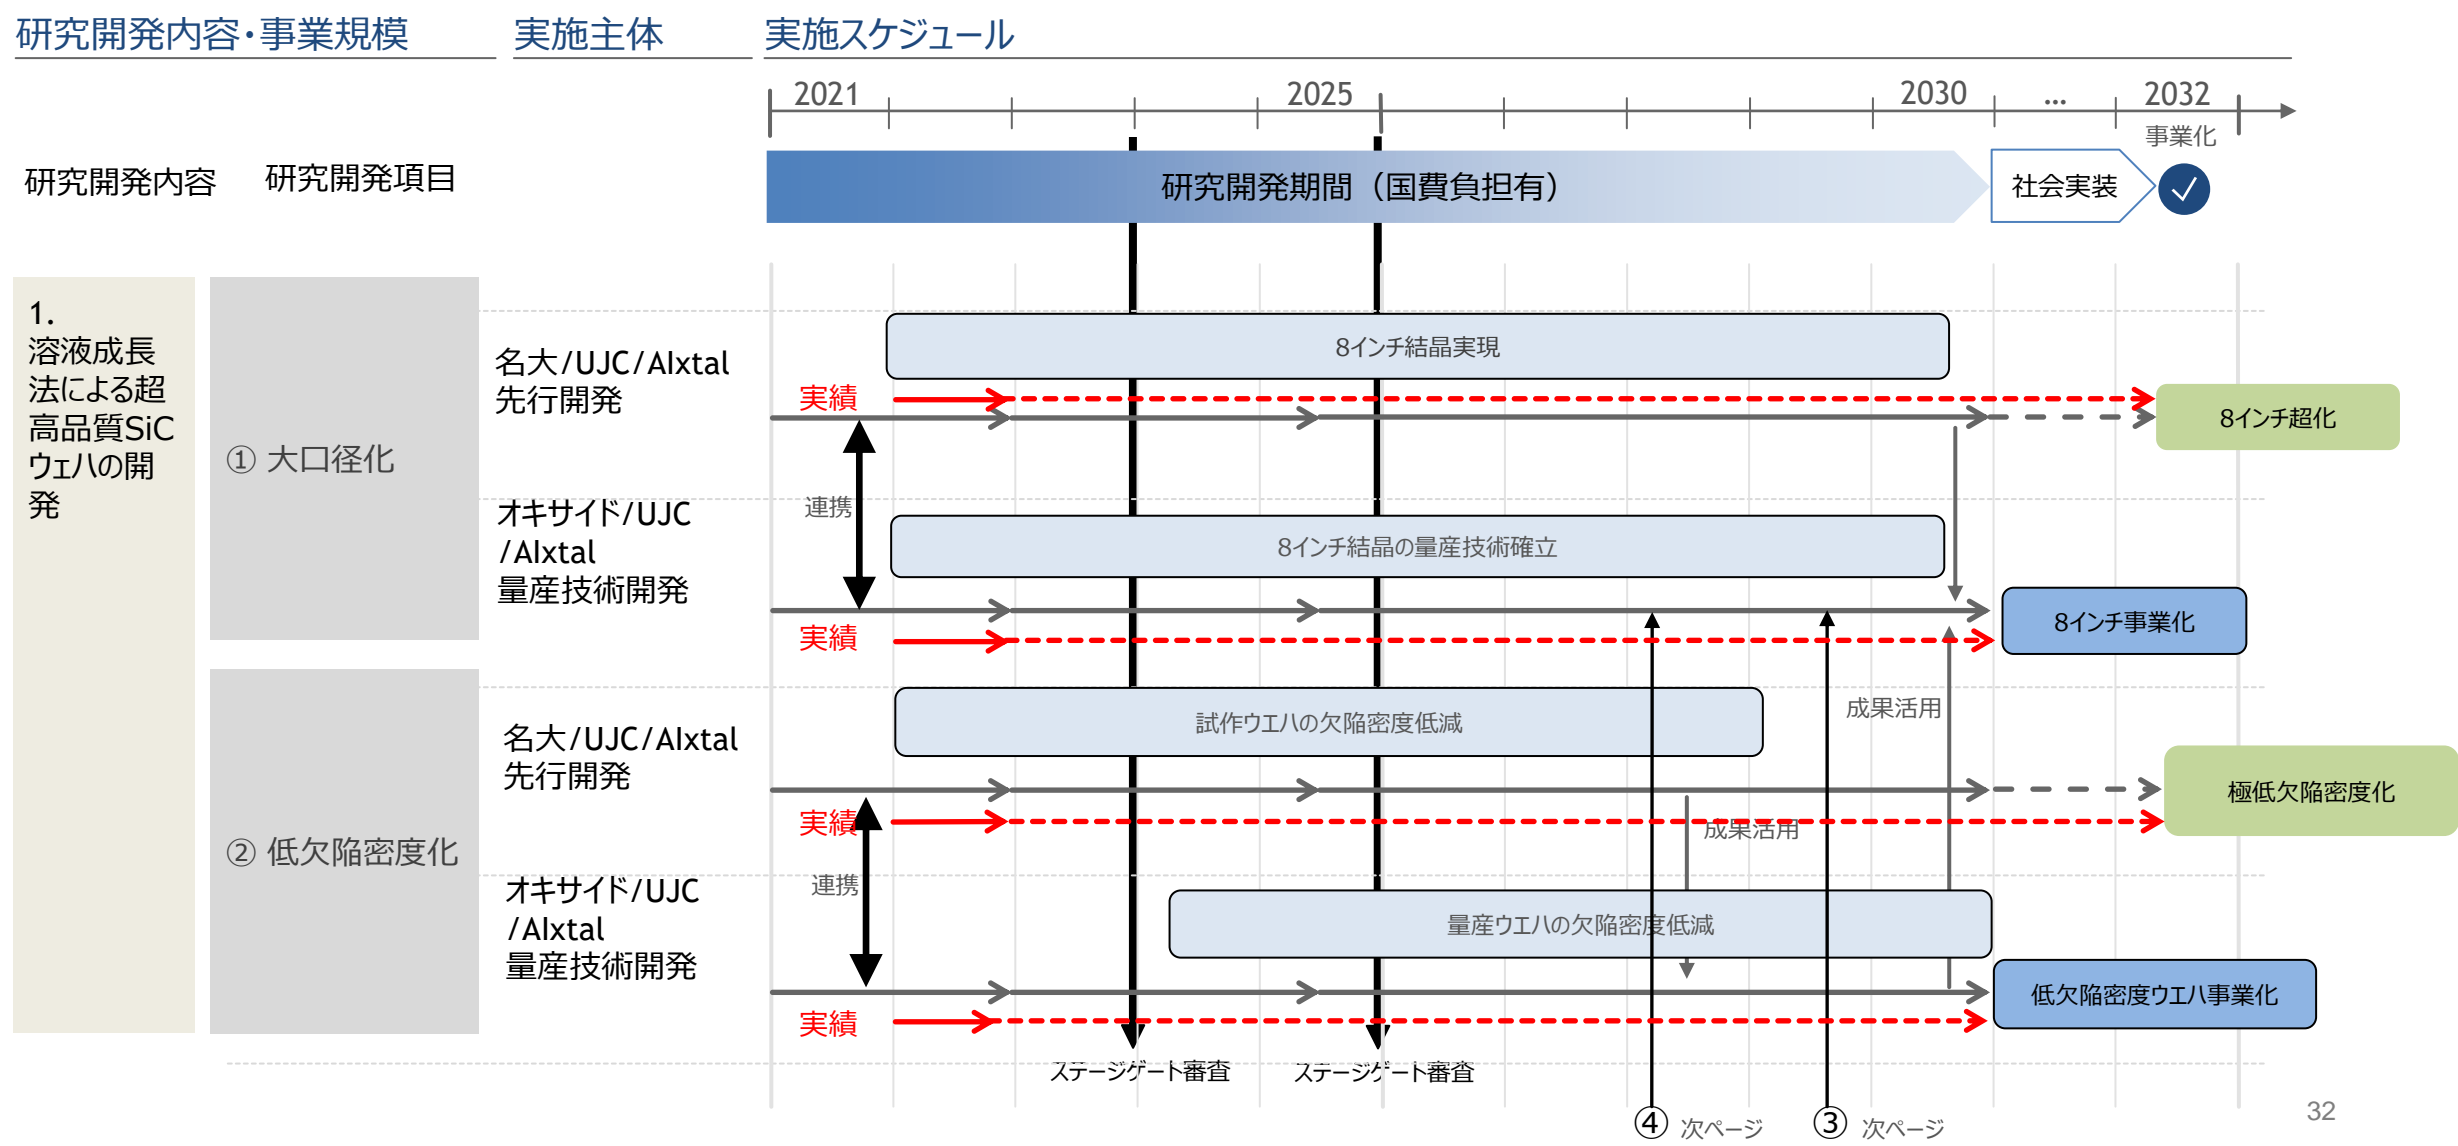 研究開発内容・事業規模
実施主体
実施スケジュール
2021
2025
2030
...
2032
事業化
研究開発内容
研究開発項目
研究開発期間（国費負担有）
社会実装
1.
溶液成長
法による超
高品質SiC
ウェハの開
発
① 大口径化
名大/UJC/AIxtal
先行開発
8インチ結晶実現
実績
8インチ超化
連携
オキサイド/UJC
/AIxtal
量産技術開発
8インチ結晶の量産技術確立
実績
8インチ事業化
② 低欠陥密度化
名大/UJC/AIxtal
先行開発
試作ウエハの欠陥密度低減
成果活用
実績
極低欠陥密度化
成果活用
連携
オキサイド/UJC
/AIxtal
量産技術開発
量産ウエハの欠陥密度低減
実績
低欠陥密度ウエハ事業化
ステージゲート審査
ステージゲート審査
④ 次ページ
③ 次ページ
32